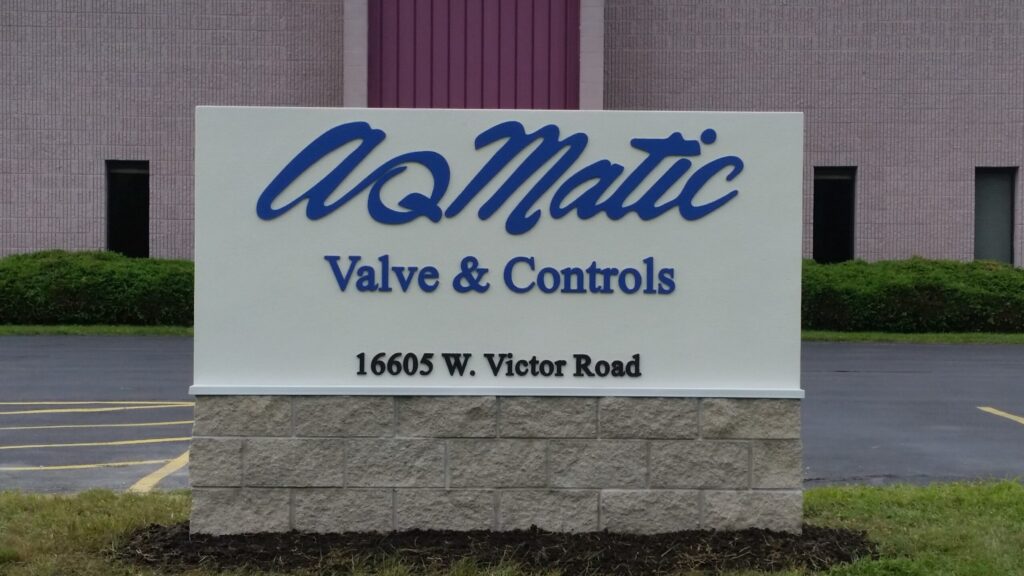 AQMatic
Valve & Controls
16605 W. Victor Road